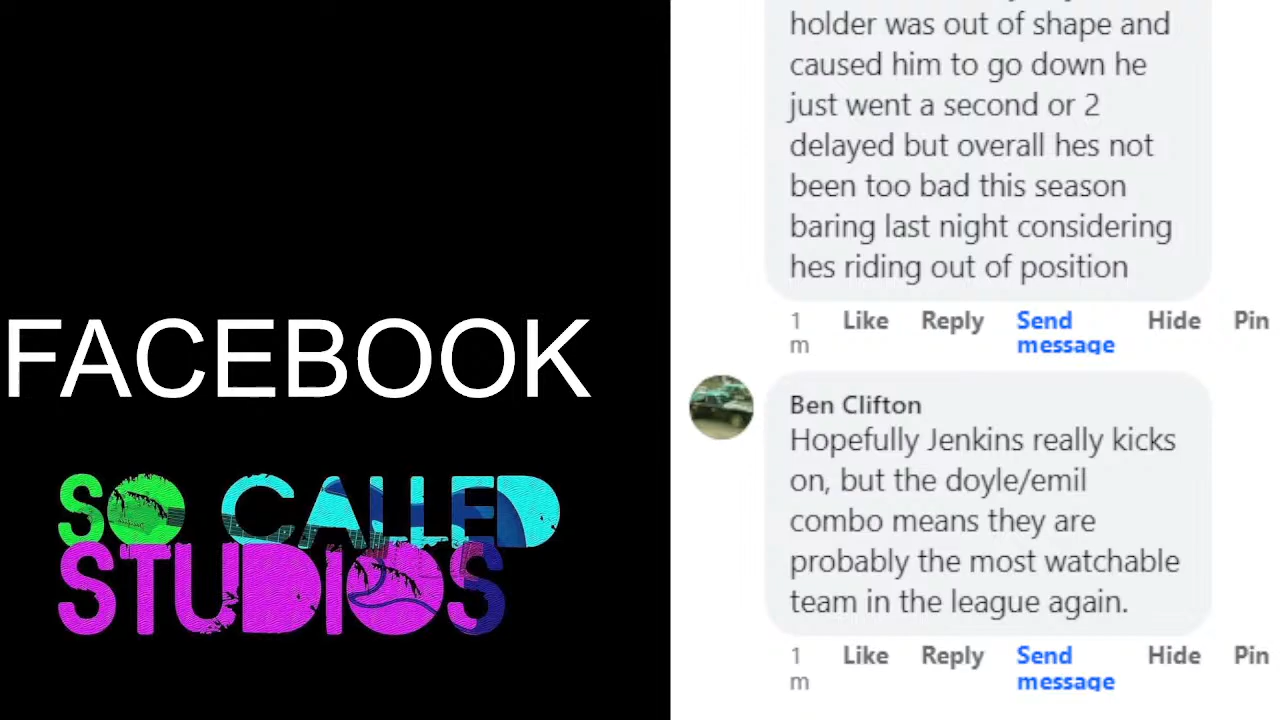 FACEBOOK
SO CALLED
STUDIOS
holder was out of shape and
caused him to go down he
just went a second or 2
delayed but overall hes not
been too bad this season
baring last night considering
hes riding out of position
1 m Like Reply Send message Hide Pin
Ben Clifton
Hopefully Jenkins really kicks
on, but the doyle/emil
combo means they are
probably the most watchable
team in the league again.
1 m Like Reply Send message Hide Pin